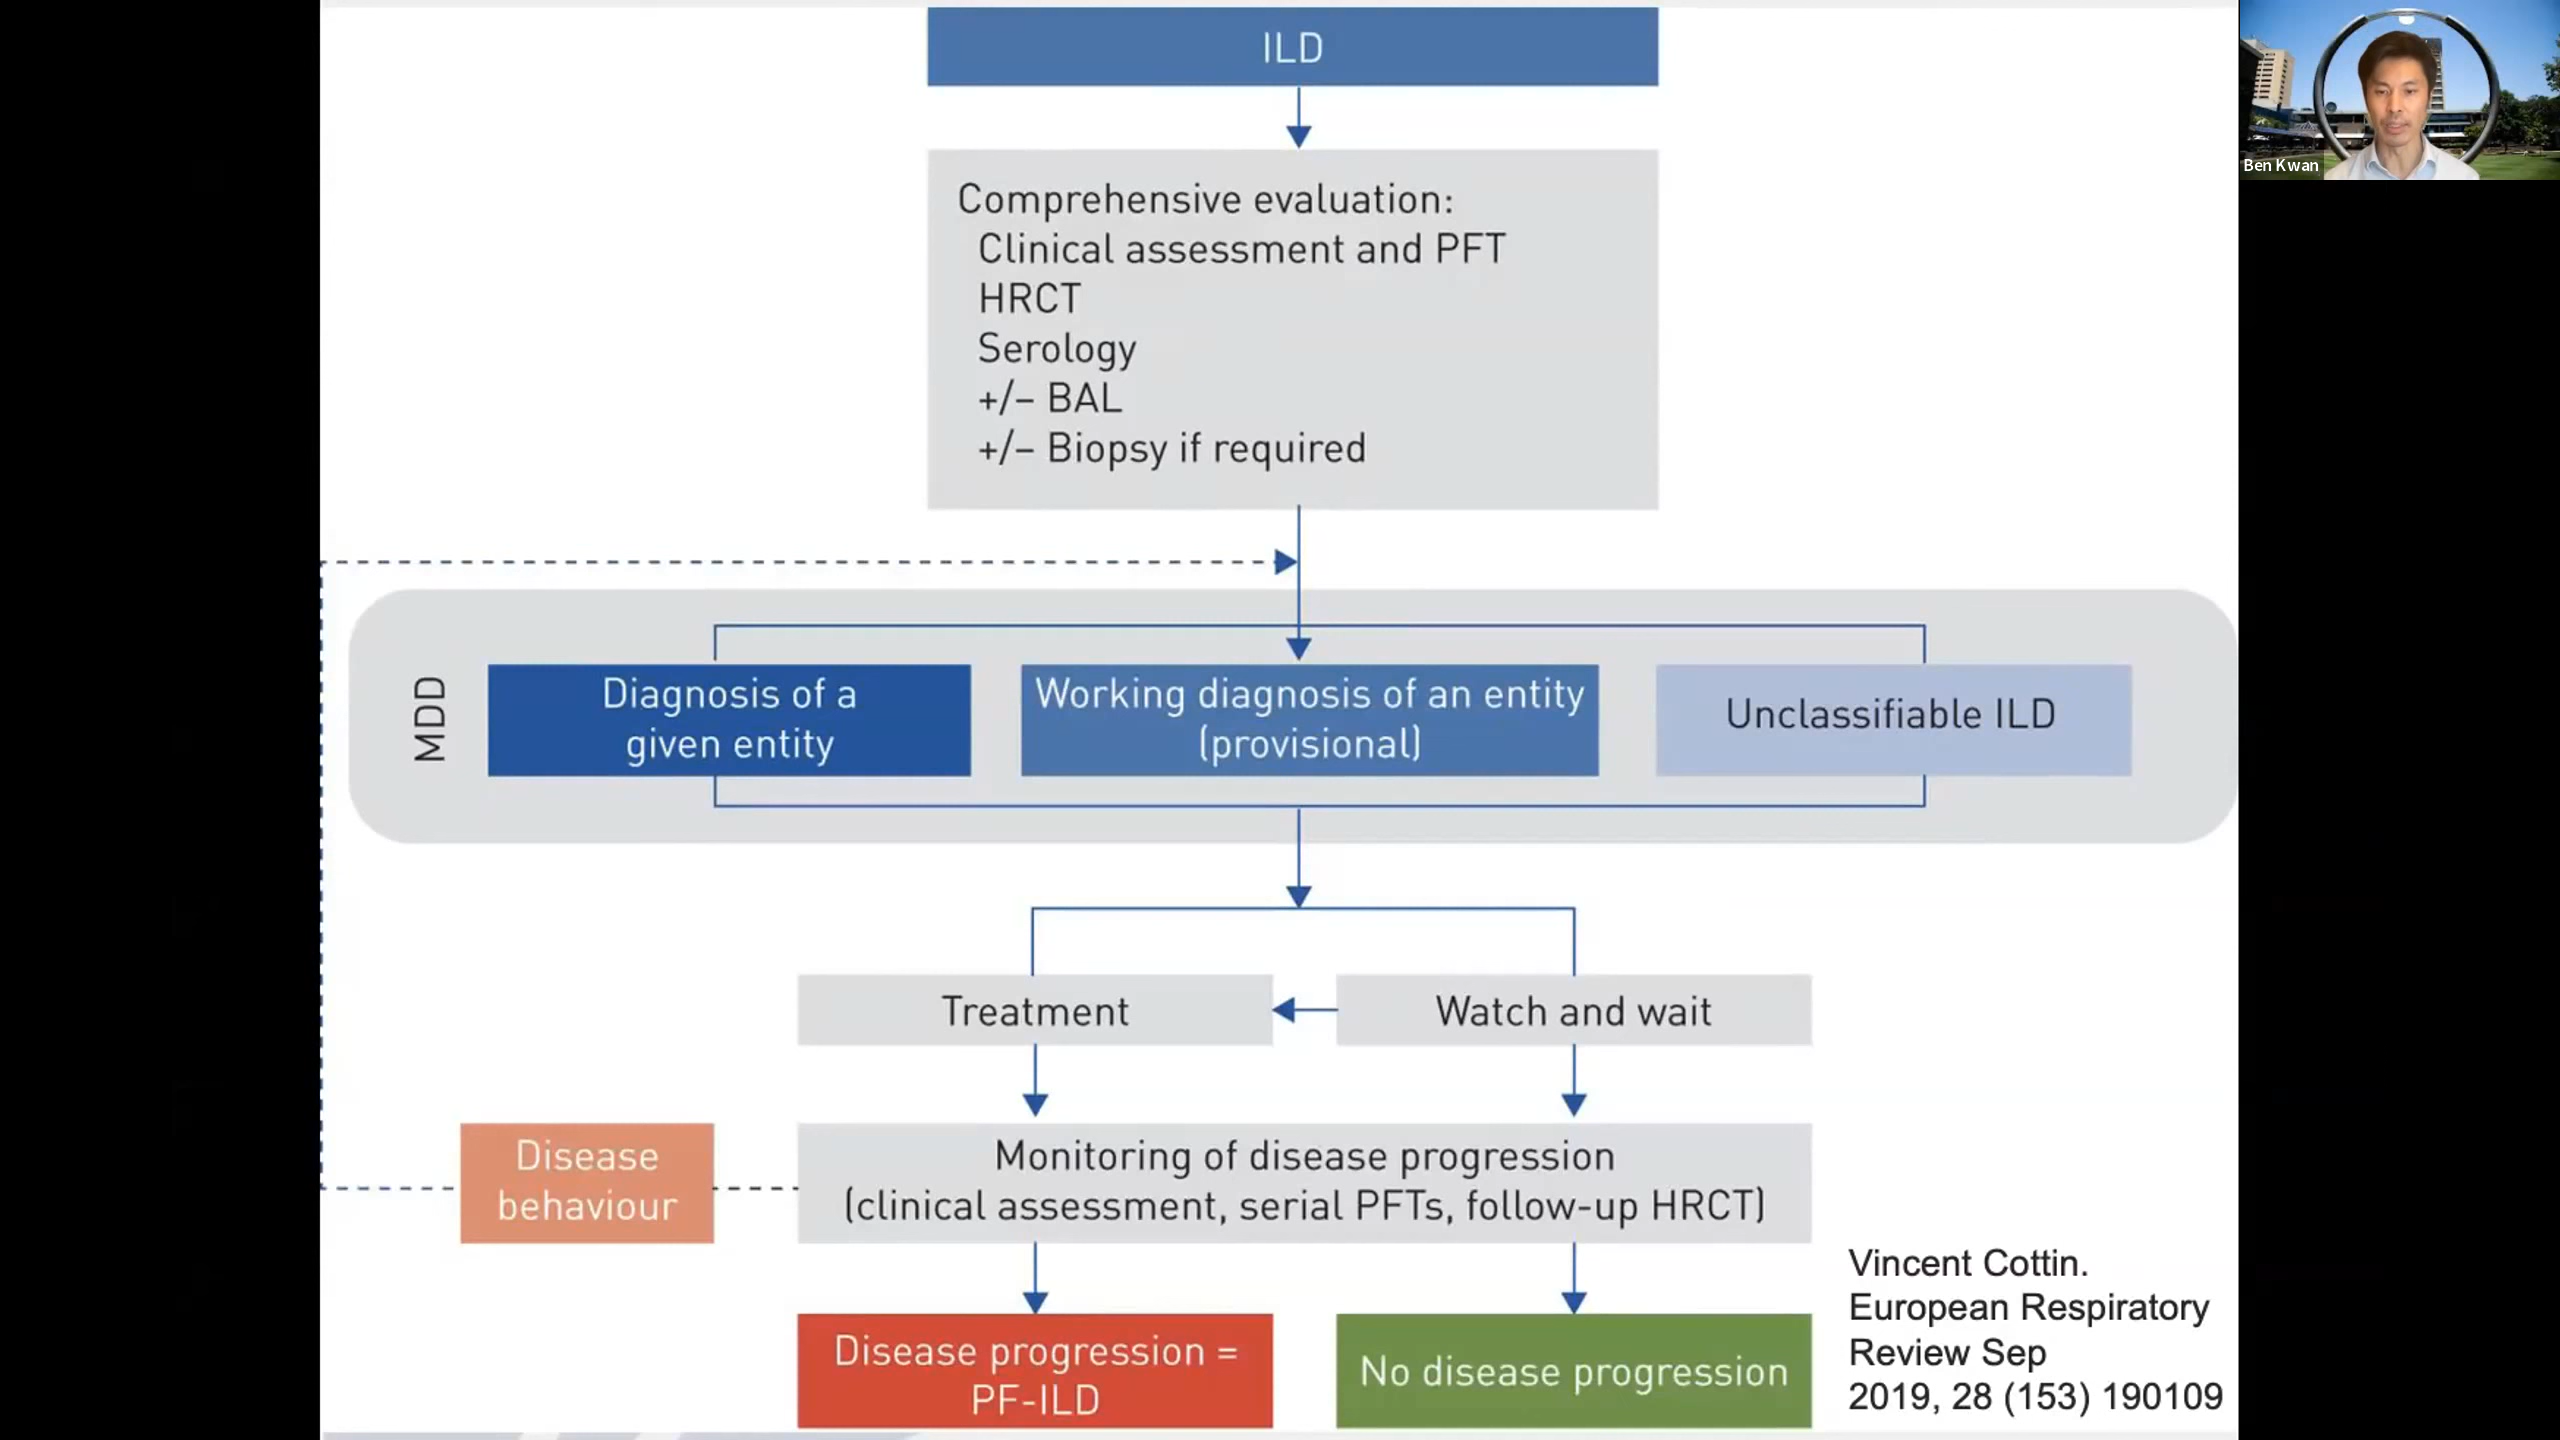 ILD
Ben Kwan
Comprehensive evaluation:
Clinical assessment and PFT
HRCT
Serology
+/– BAL
+/– Biopsy if required
MDD
Diagnosis of a
given entity
Working diagnosis of an entity
(provisional)
Unclassifiable ILD
Treatment
Watch and wait
Disease
behaviour
Monitoring of disease progression
(clinical assessment, serial PFTs, follow-up HRCT)
Disease progression =
PF-ILD
No disease progression
Vincent Cottin.
European Respiratory
Review Sep
2019, 28 (153) 190109